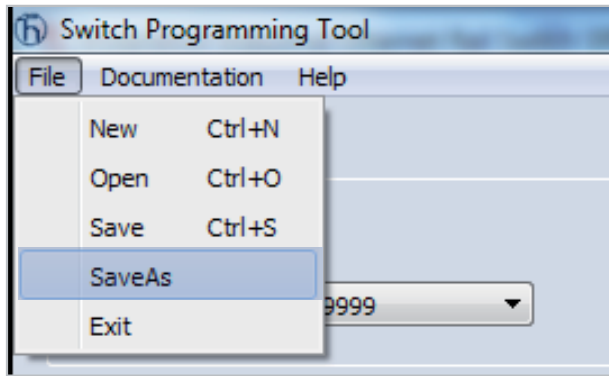 Switch Programming Tool
File Documentation Help
New Ctrl+N
Open Ctrl+O
Save Ctrl+S
SaveAs
9999
Exit